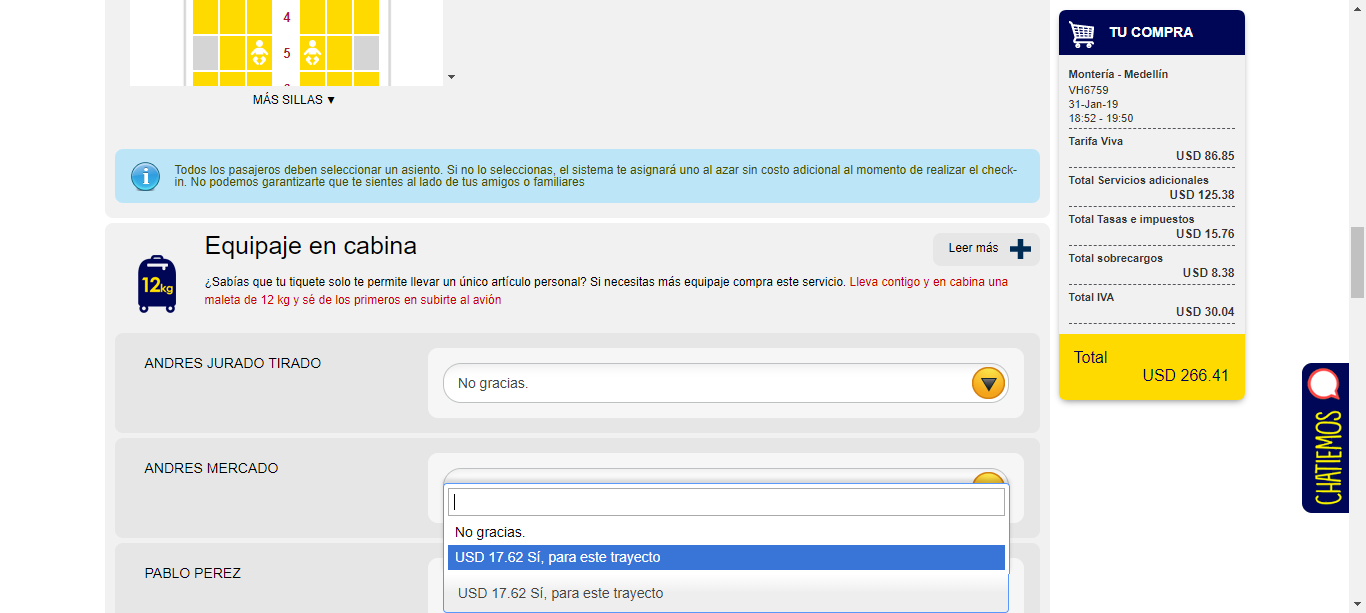 4
5
MÁS SILLAS ▼
Todos los pasajeros deben seleccionar un asiento. Si no lo seleccionas, el sistema te asignará uno al azar sin costo adicional al momento de realizar el check-
in. No podemos garantizarte que te sientes al lado de tus amigos o familiares
Equipaje en cabina
Leer más
12kg
¿Sabías que tu tiquete solo te permite llevar un único artículo personal? Si necesitas más equipaje compra este servicio. Lleva contigo y en cabina una
maleta de 12 kg y sé de los primeros en subirte al avión
ANDRES JURADO TIRADO
No gracias.
ANDRES MERCADO
No gracias.
USD 17.62 Sí, para este trayecto
PABLO PEREZ
USD 17.62 Sí, para este trayecto
TU COMPRA
Montería - Medellín
VH6759
31-Jan-19
18:52 - 19:50
Tarifa Viva
USD 86.85
Total Servicios adicionales
USD 125.38
Total Tasas e impuestos
USD 15.76
Total sobrecargos
USD 8.38
Total IVA
USD 30.04
Total
USD 266.41
CHATIEMOS